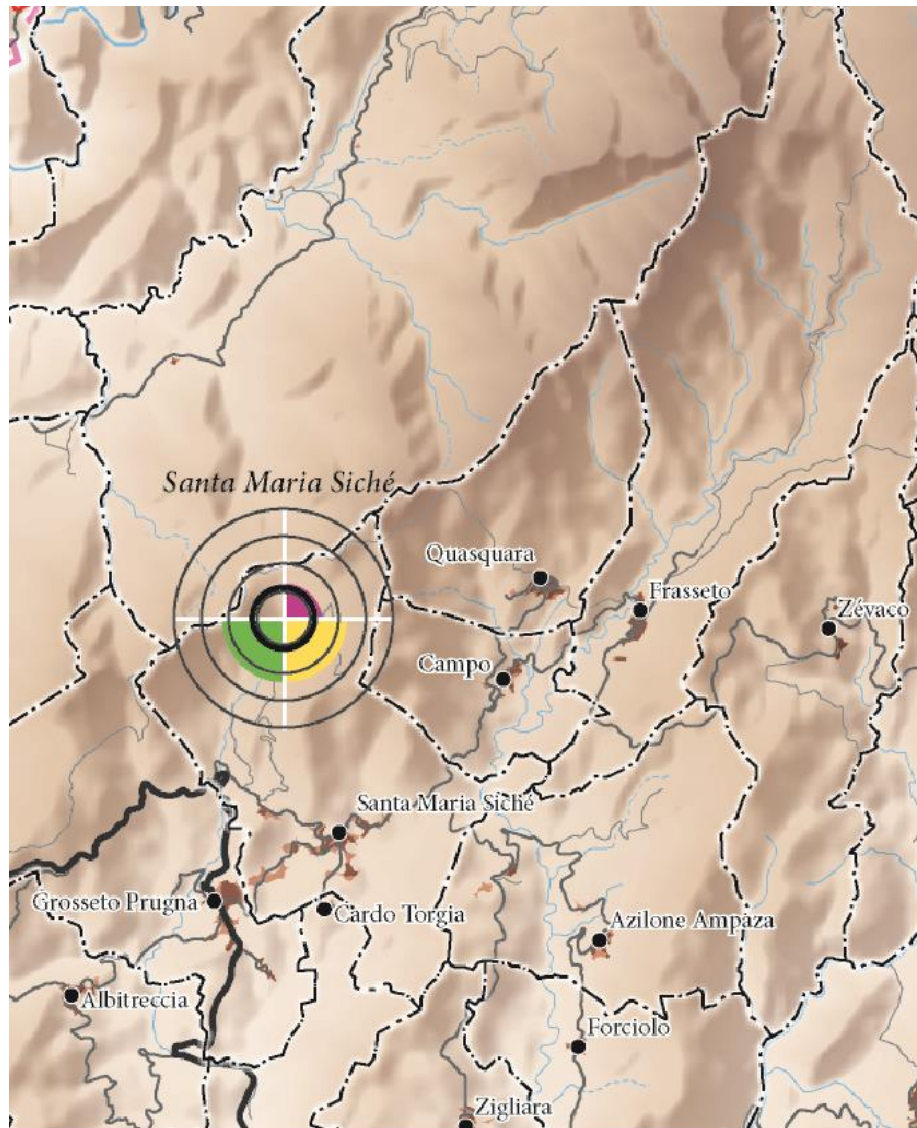 Santa Maria Siché
Quasquara
Frasseto
Zévaco
Campo
Santa Maria Siché
Grosseto Prugna
Cardo Torgia
Azilone Ampaza
Albitreccia
Forciolo
Zigliara